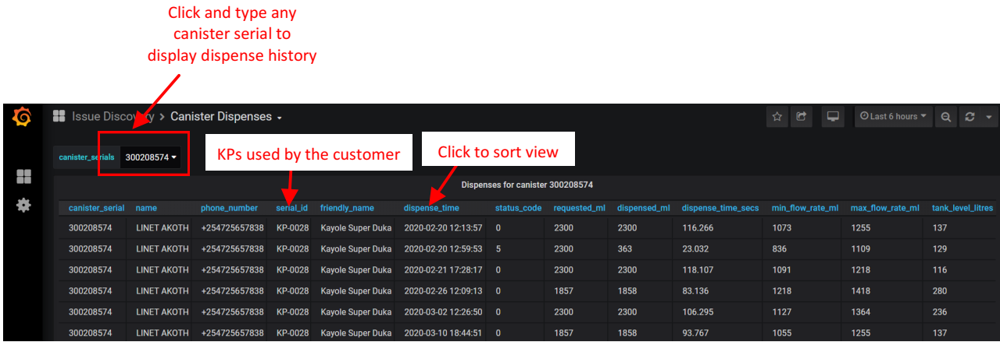 Click and type any
canister serial to
display dispense history
Issue Discovery > Canister Dispenses
Last 6 hours
canister_serials 300208574
KPs used by the customer
Click to sort view
Dispenses for canister 300208574
canister_serial name phone_number serial_id friendly_name dispense_time status_code requested_ml dispensed_ml dispense_time_secs min_flow_rate_ml max_flow_rate_ml tank_level_litres
300208574 LINET AKOTH +254725657838 KP-0028 Kayole Super Duka 2020-02-20 12:13:57 0 2300 2300 116.266 1073 1255 137
300208574 LINET AKOTH +254725657838 KP-0028 Kayole Super Duka 2020-02-20 12:59:53 5 2300 363 23.032 836 1109 129
300208574 LINET AKOTH +254725657838 KP-0028 Kayole Super Duka 2020-02-21 17:28:17 0 2300 2300 118.107 1091 1218 116
300208574 LINET AKOTH +254725657838 KP-0028 Kayole Super Duka 2020-02-26 12:09:13 0 1857 1858 83.136 1218 1418 280
300208574 LINET AKOTH +254725657838 KP-0028 Kayole Super Duka 2020-03-02 12:26:50 0 2300 2300 106.295 1127 1364 236
300208574 LINET AKOTH +254725657838 KP-0028 Kayole Super Duka 2020-03-10 18:44:51 0 1857 1858 93.767 1055 1255 137